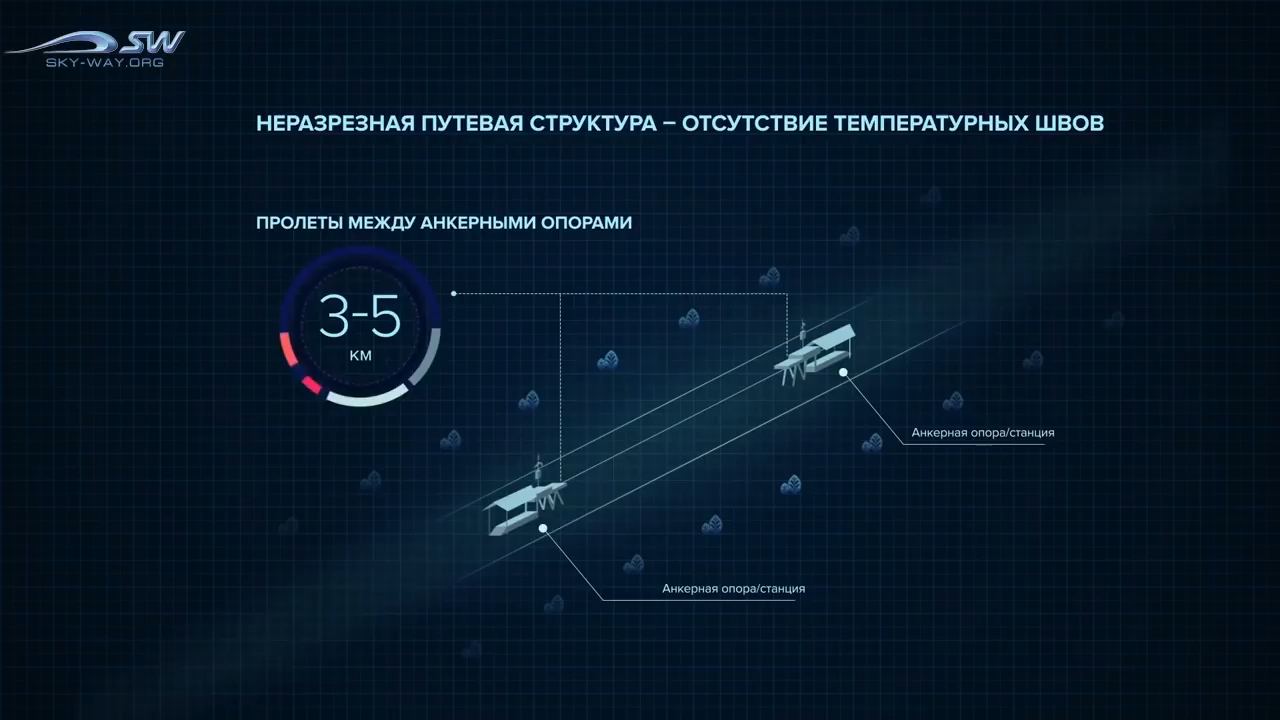 SW
SKY-WAY.ORG
НЕРАЗРЕЗНАЯ ПУТЕВАЯ СТРУКТУРА – ОТСУТСТВИЕ ТЕМПЕРАТУРНЫХ ШВОВ
ПРОЛЕТЫ МЕЖДУ АНКЕРНЫМИ ОПОРАМИ
3-5
КМ
Анкерная опора/станция
Анкерная опора/станция